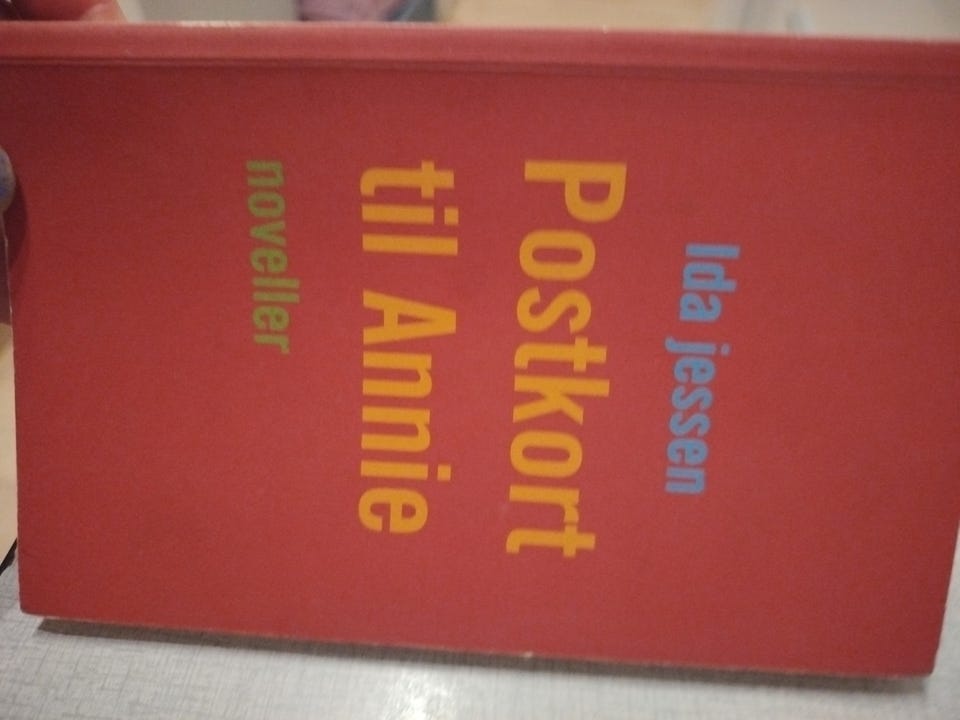 Ida jessen
Postkort
til Annie
noveller